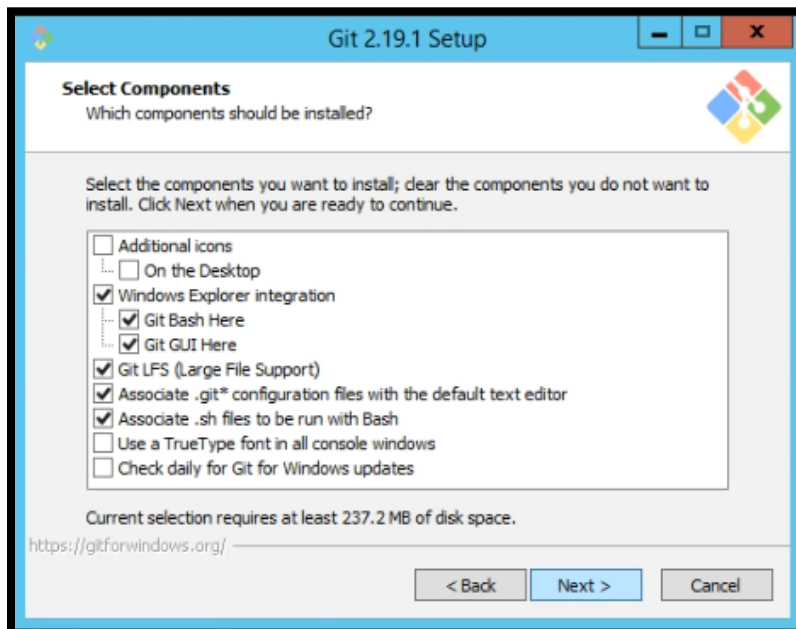 Git 2.19.1 Setup
Select Components
Which components should be installed?
Select the components you want to install; clear the components you do not want to
install. Click Next when you are ready to continue.
Additional icons
On the Desktop
Windows Explorer integration
Git Bash Here
Git GUI Here
Git LFS (Large File Support)
Associate .git* configuration files with the default text editor
Associate .sh files to be run with Bash
Use a TrueType font in all console windows
Check daily for Git for Windows updates
Current selection requires at least 237.2 MB of disk space.
https://gitforwindows.org/
< Back Next > Cancel